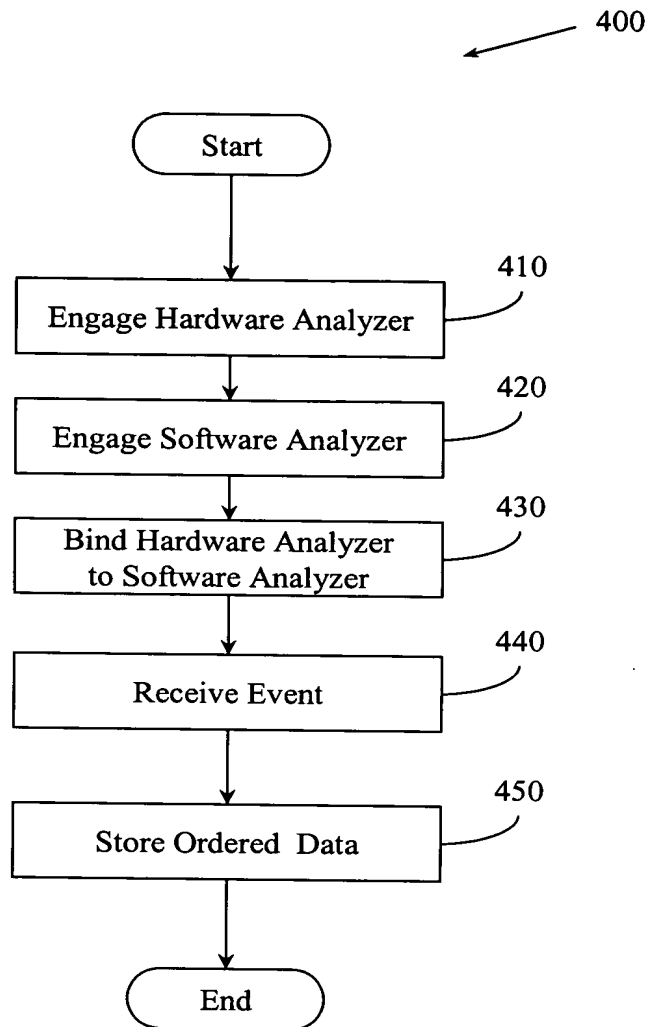 400
Start
410
Engage Hardware Analyzer
420
Engage Software Analyzer
430
Bind Hardware Analyzer
to Software Analyzer
440
Receive Event
450
Store Ordered Data
End